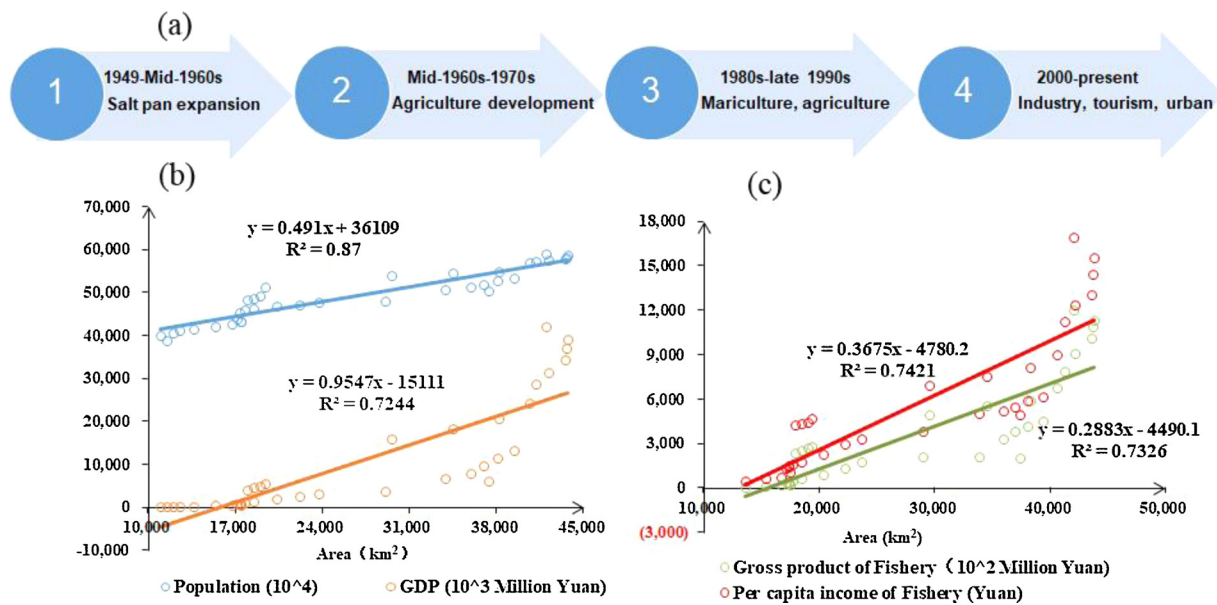 (a)
1
1949-Mid-1960s
Salt pan expansion
2
Mid-1960s-1970s
Agriculture development
3
1980s-late 1990s
Mariculture, agriculture
4
2000-present
Industry, tourism, urban
(b)
70,000
60,000
50,000
40,000
30,000
20,000
10,000
0
-10,000
y = 0.491x + 36109
R² = 0.87
y = 0.9547x - 15111
R² = 0.7244
10,000
17,000
24,000
31,000
38,000
45,000
Area（km²）
Population (10^4)
GDP (10^3 Million Yuan)
(c)
18,000
15,000
12,000
9,000
6,000
3,000
0
(3,000)
y = 0.3675x - 4780.2
R² = 0.7421
y = 0.2883x - 4490.1
R² = 0.7326
10,000
20,000
30,000
40,000
50,000
Area (km²)
Gross product of Fishery（10^2 Million Yuan)
Per capita income of Fishery (Yuan)